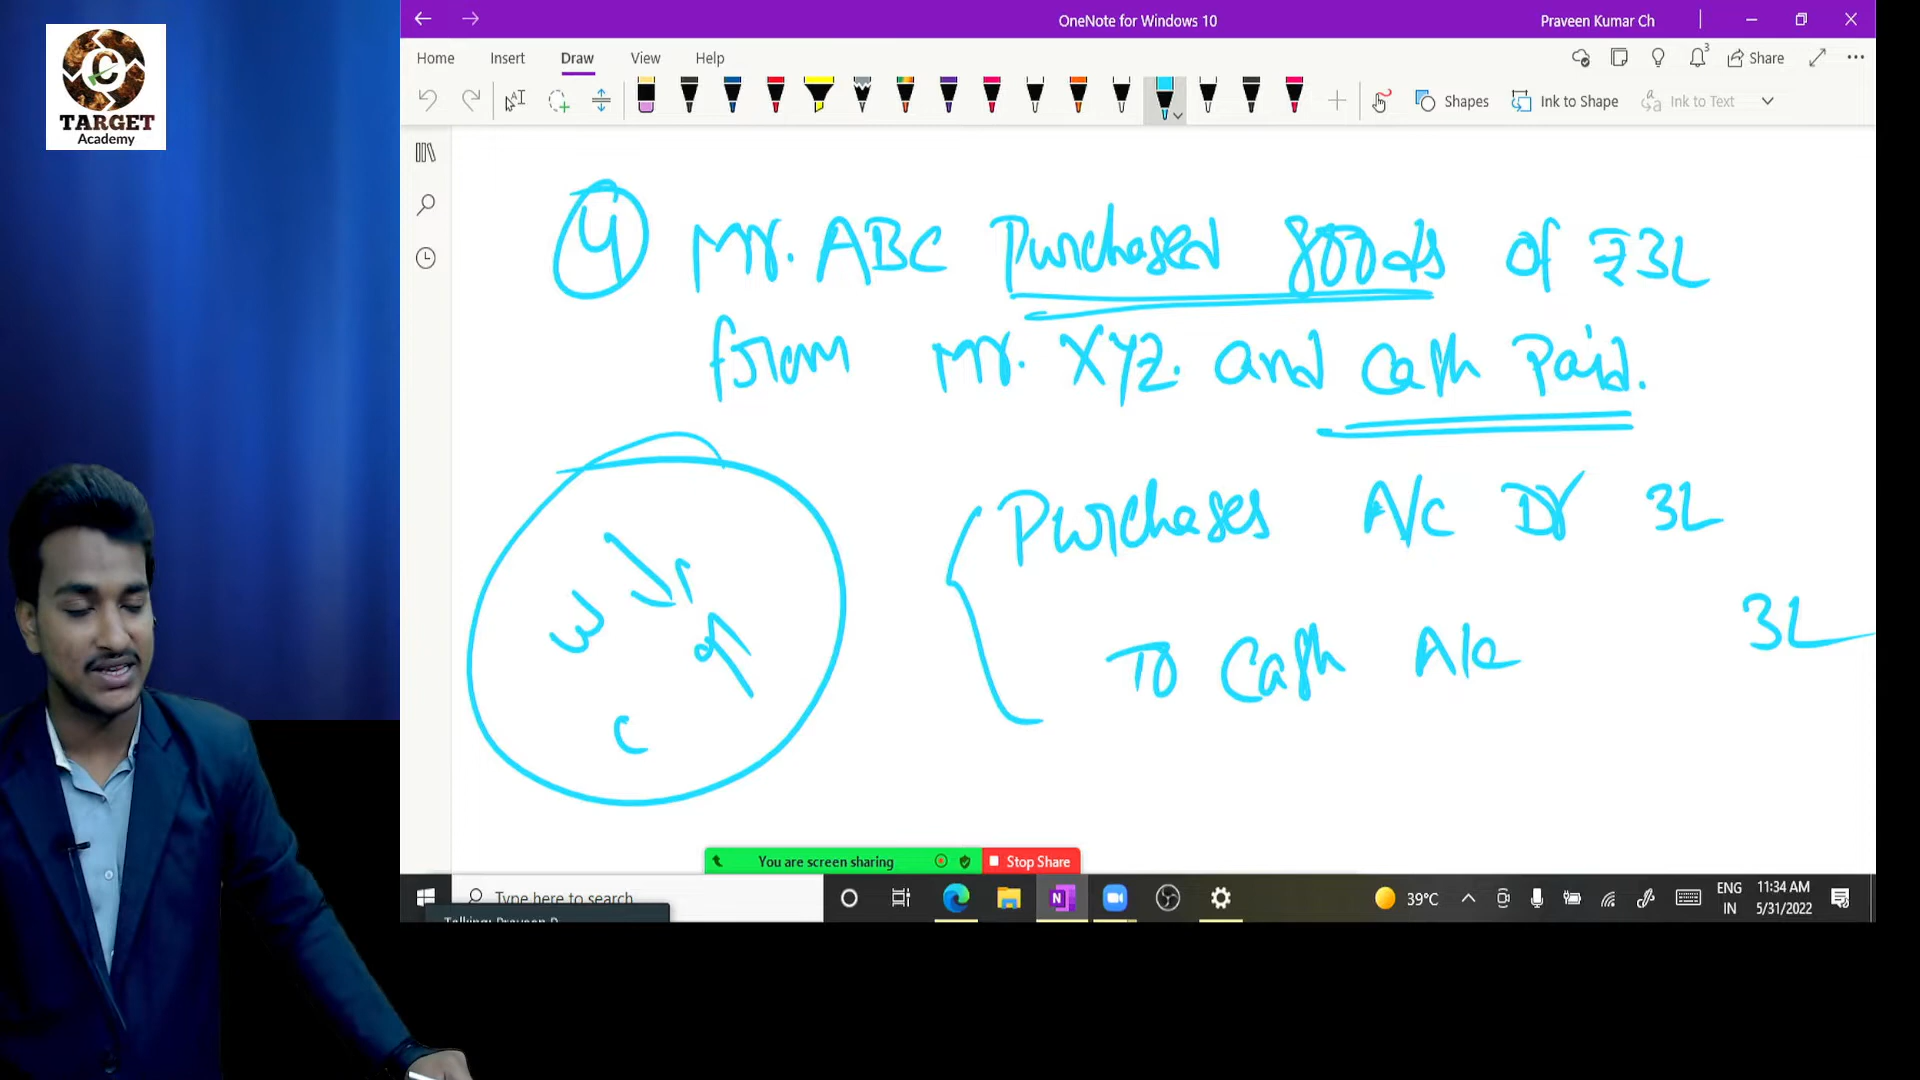 C
TARGET
Academy
OneNote for Windows 10
Praveen Kumar Ch
Home Insert Draw View Help
3
Share
Shapes
Ink to Shape
Ink to Text
4 Mr. ABC Purchased goods of ₹3L
from Mr. XYZ. and Cash Paid.
Purchases A/c Dr 3L
To Cash A/c 3L
W
C
You are screen sharing
Stop Share
Type here to search
Talking: Praveen
39°C
ENG
IN
11:34 AM
5/31/2022